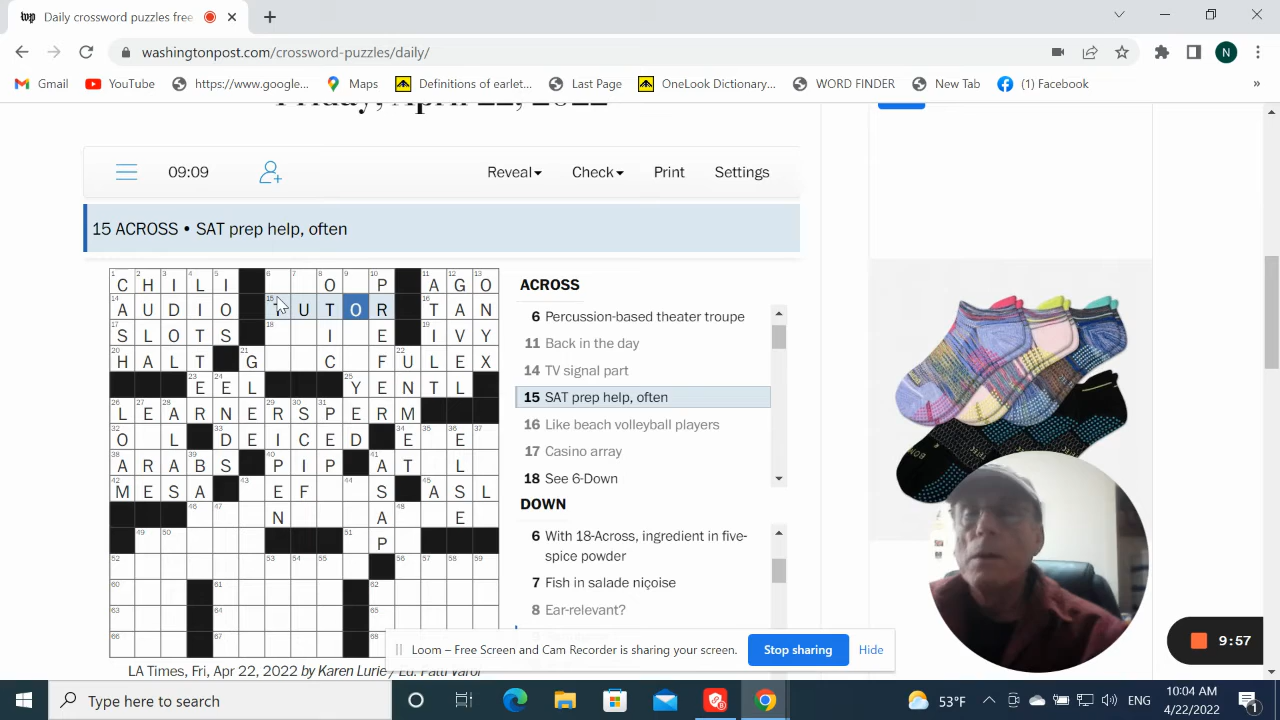 Daily crossword puzzles free
washingtonpost.com/crossword-puzzles/daily/
N
Gmail
YouTube
https://www.google...
Maps
Definitions of earlet...
Last Page
OneLook Dictionary...
WORD FINDER
New Tab
(1) Facebook
»
Friday, April 22, 2022
09:09
Reveal
Check
Print
Settings
15 ACROSS • SAT prep help, often
C H I L I O P A G O
A U D I O T U T O R T A N
S L O T S I E I V Y
H A L T G C F U L E X
E E L Y E N T L
L E A R N E R S P E R M
O L D E I C E D E E
A R A B S P I P A T L
M E S A E F S A S L
N A E
P
ACROSS
6 Percussion-based theater troupe
11 Back in the day
14 TV signal part
15 SAT prep help, often
16 Like beach volleyball players
17 Casino array
18 See 6-Down
DOWN
6 With 18-Across, ingredient in five-
spice powder
7 Fish in salade niçoise
8 Ear-relevant?
LA Times, Fri, Apr 22, 2022 by Karen Lurie / Ed. Patti Varol
Loom – Free Screen and Cam Recorder is sharing your screen.
Stop sharing
Hide
9:57
Type here to search
53°F
ENG
10:04 AM
4/22/2022
1